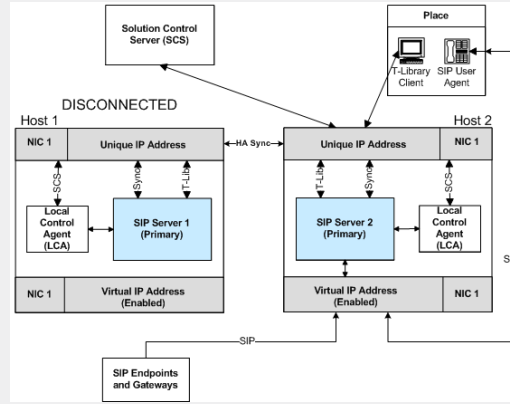 Solution Control
Server (SCS)
Place
T-Library
Client
SIP User
Agent
DISCONNECTED
Host 1
Host 2
NIC 1
Unique IP Address
HA Sync
Unique IP Address
NIC 1
SCS
Sync
T-Lib
T-Lib
Sync
SCS
Local
Control
Agent
(LCA)
SIP Server 1
(Primary)
SIP Server 2
(Primary)
Local
Control
Agent
(LCA)
S
NIC 1
Virtual IP Address
(Enabled)
Virtual IP Address
(Enabled)
NIC 1
SIP
SIP Endpoints
and Gateways